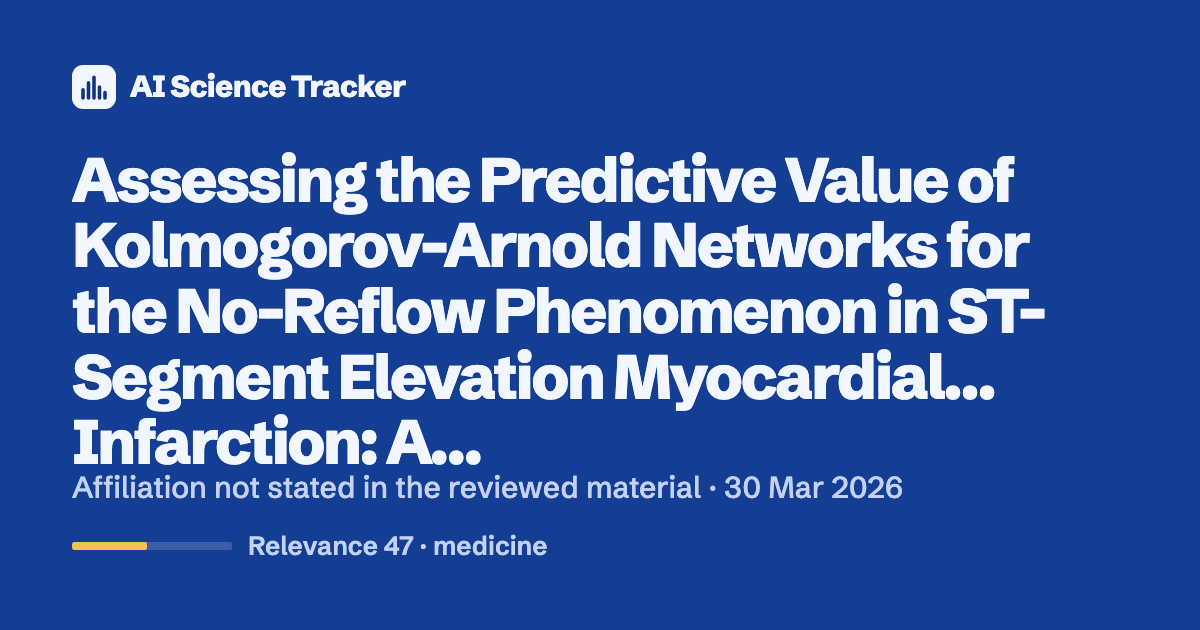 AI Science Tracker
Assessing the Predictive Value of
Kolmogorov-Arnold Networks for
the No-Reflow Phenomenon in ST-
Segment Elevation Myocardial...
Infarction: A...
Affiliation not stated in the reviewed material · 30 Mar 2026
Relevance 47 · medicine